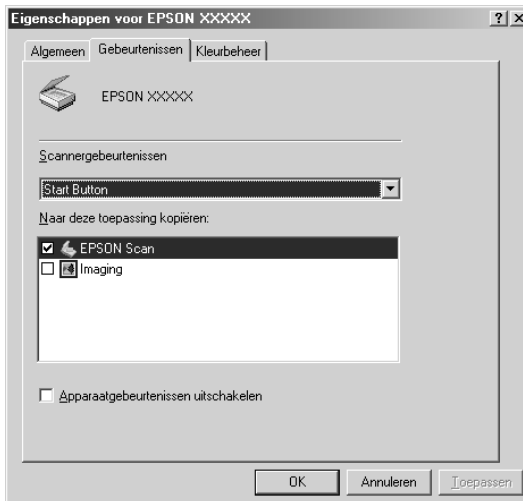 Eigenschappen voor EPSON XXXXX
Algemeen Gebeurtenissen Kleurbeheer
EPSON XXXXX
Scannergebeurtenissen
Start Button
Naar deze toepassing kopiëren:
EPSON Scan
Imaging
Apparaatgebeurtenissen uitschakelen
OK Annuleren Toepassen